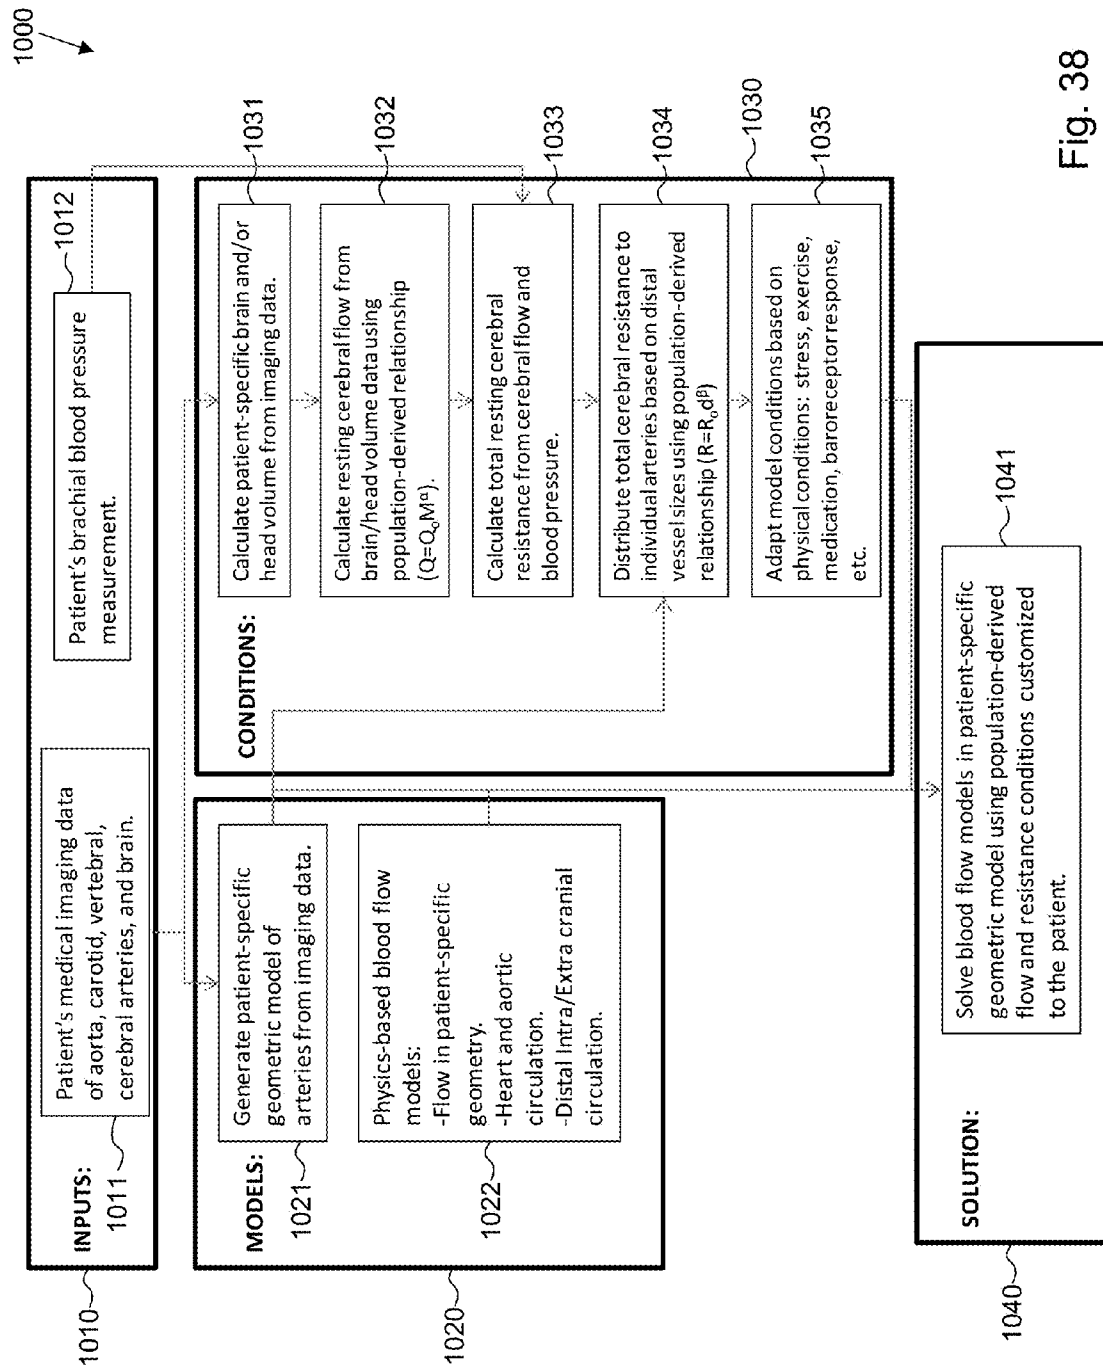 1000
1010
INPUTS:
1011
Patient's medical imaging data
of aorta, carotid, vertebral,
cerebral arteries, and brain.
1012
Patient's brachial blood pressure
measurement.
1020
MODELS:
1021
Generate patient-specific
geometric model of
arteries from imaging data.
1022
Physics-based blood flow
models:
-Flow in patient-specific
geometry.
-Heart and aortic
circulation.
-Distal Intra/Extra cranial
circulation.
CONDITIONS:
1031
Calculate patient-specific brain and/or
head volume from imaging data.
1032
Calculate resting cerebral flow from
brain/head volume data using
population-derived relationship
(Q=QₒMᵅ).
1033
Calculate total resting cerebral
resistance from cerebral flow and
blood pressure.
1034
Distribute total cerebral resistance to
individual arteries based on distal
vessel sizes using population-derived
relationship (R=Rₒdᵝ)
1030
1035
Adapt model conditions based on
physical conditions: stress, exercise,
medication, baroreceptor response,
etc.
1040
SOLUTION:
1041
Solve blood flow models in patient-specific
geometric model using population-derived
flow and resistance conditions customized
to the patient.
Fig. 38